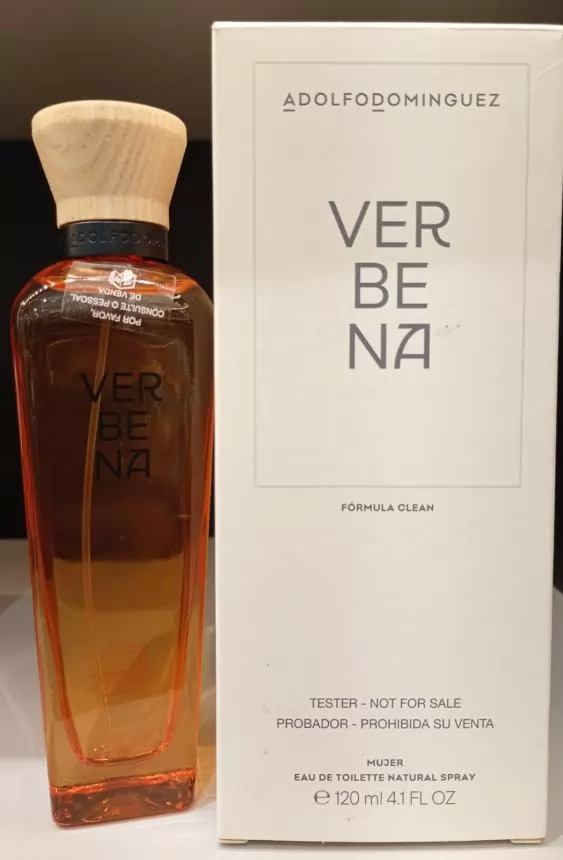 ADOLFODOMINGUEZ
POR FAVOR,
CONSULTE O PESSOAL
DE VENDA
VER
BE
NA
ADOLFODOMINGUEZ
VER
BE
NA
FÓRMULA CLEAN
TESTER - NOT FOR SALE
PROBADOR - PROHIBIDA SU VENTA
MUJER
EAU DE TOILETTE NATURAL SPRAY
℮ 120 ml 4.1 FL OZ